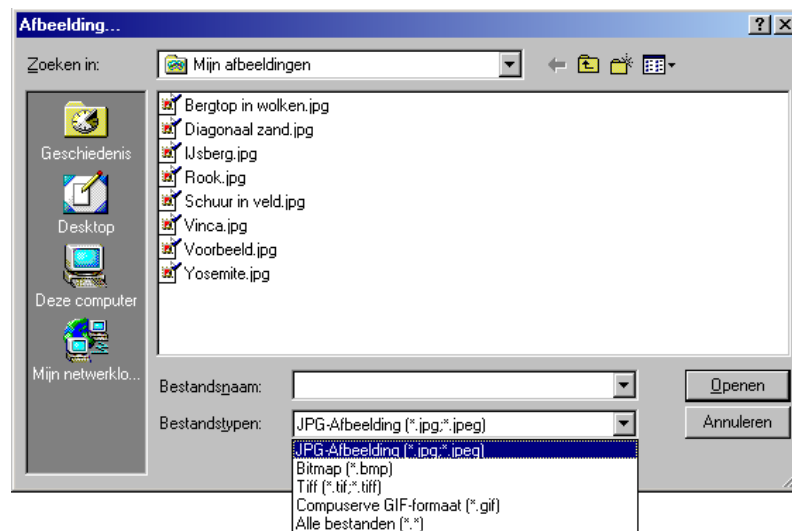 Afbeelding...
Zoeken in: Mijn afbeeldingen
Geschiedenis
Desktop
Deze computer
Mijn netwerklo...
Bergtop in wolken.jpg
Diagonaal zand.jpg
IJsberg.jpg
Rook.jpg
Schuur in veld.jpg
Vinca.jpg
Voorbeeld.jpg
Yosemite.jpg
Bestandsnaam: Openen
Bestandstypen: JPG-Afbeelding (*.jpg;*.jpeg) Annuleren
JPG-Afbeelding (*.jpg;*.jpeg)
Bitmap (*.bmp)
Tiff (*.tif;*.tiff)
Compuserve GIF-formaat (*.gif)
Alle bestanden (*.*)